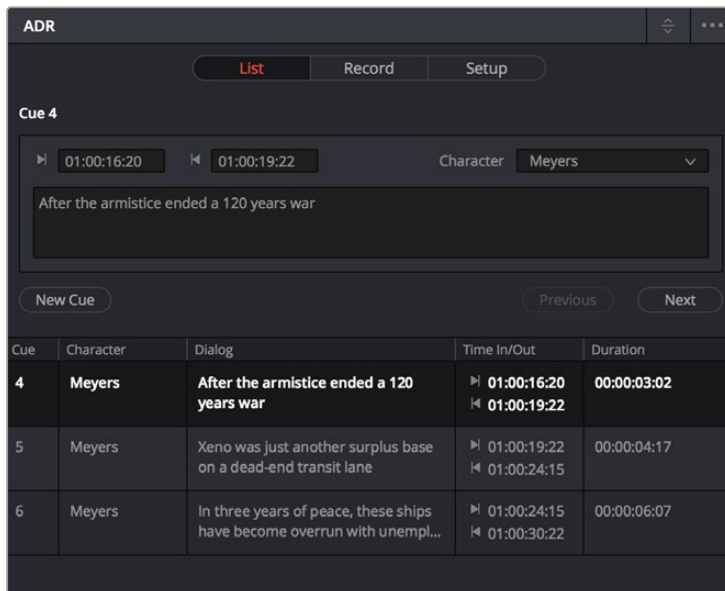 ADR
List Record Setup
Cue 4
01:00:16:20 01:00:19:22 Character Meyers
After the armistice ended a 120 years war
New Cue Previous Next
Cue Character Dialog Time In/Out Duration
4 Meyers After the armistice ended a 120 01:00:16:20 00:00:03:02
years war 01:00:19:22
5 Meyers Xeno was just another surplus base 01:00:19:22 00:00:04:17
on a dead-end transit lane 01:00:24:15
6 Meyers In three years of peace, these ships 01:00:24:15 00:00:06:07
have become overrun with unempl... 01:00:30:22